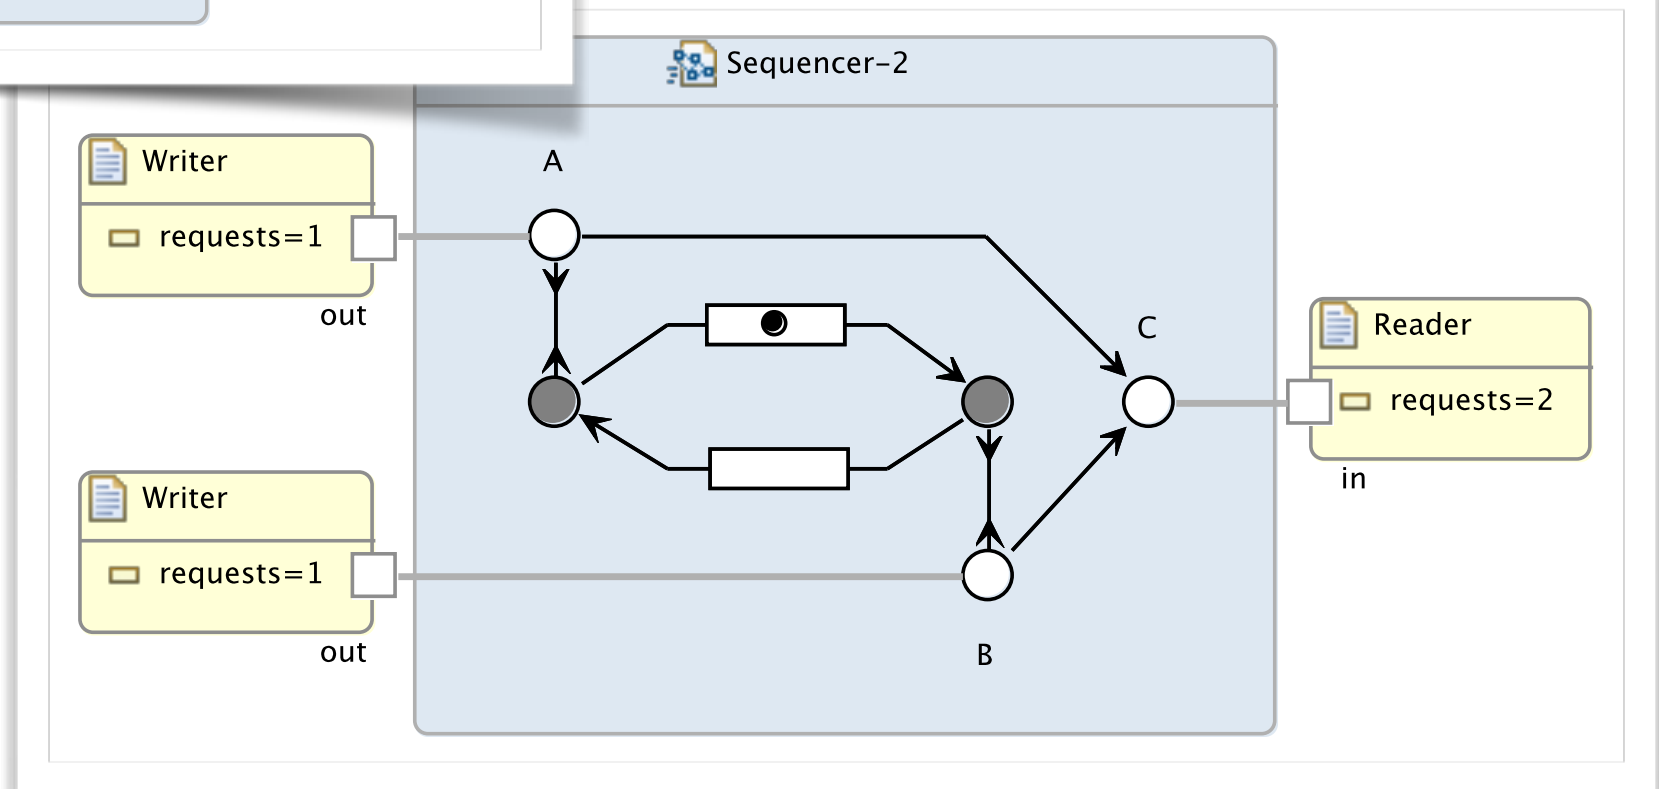 Sequencer-2
Writer
requests=1
out
A
C
Reader
requests=2
in
Writer
requests=1
out
B